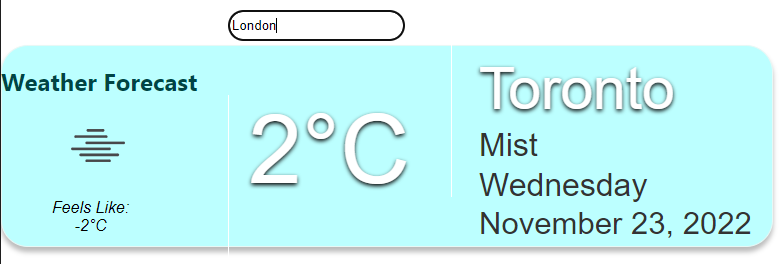 London
Weather Forecast
Feels Like:
-2°C
2°C
Toronto
Mist
Wednesday
November 23, 2022